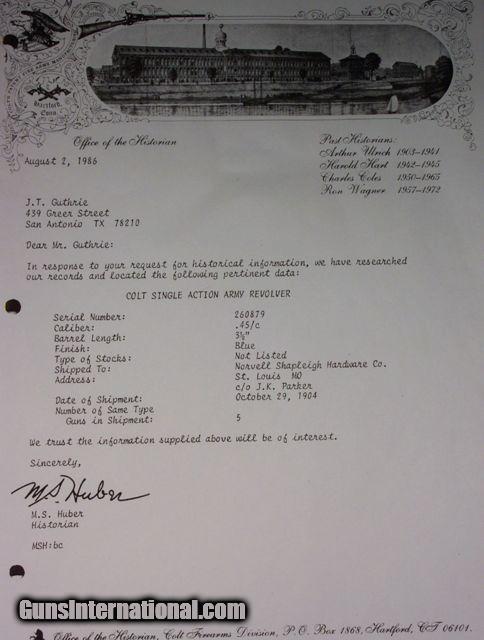 Hartford,
Conn
Office of the Historian
Past Historians:
Arthur Ulrich 1903–1941
Harold Hart 1942–1945
Charles Coles 1950–1965
Ron Wagner 1957–1972
August 2, 1986
J.T. Guthrie
439 Greer Street
San Antonio TX 78210
Dear Mr. Guthrie:
In response to your request for historical information, we have researched
our records and located the following pertinent data:
COLT SINGLE ACTION ARMY REVOLVER
Serial Number: 260879
Caliber: .45/c
Barrel Length: 3½"
Finish: Blue
Type of Stocks: Not Listed
Shipped To: Norvell Shapleigh Hardware Co.
Address: St. Louis MO
c/o J.K. Parker
Date of Shipment: October 29, 1904
Number of Same Type
Guns in Shipment: 5
We trust the information supplied above will be of interest.
Sincerely,
M.S. Huber
M.S. Huber
Historian
MSH:bc
GunsInternational.com
Office of the Historian, Colt Firearms Division, P. O. Box 1868, Hartford, CT 06101.